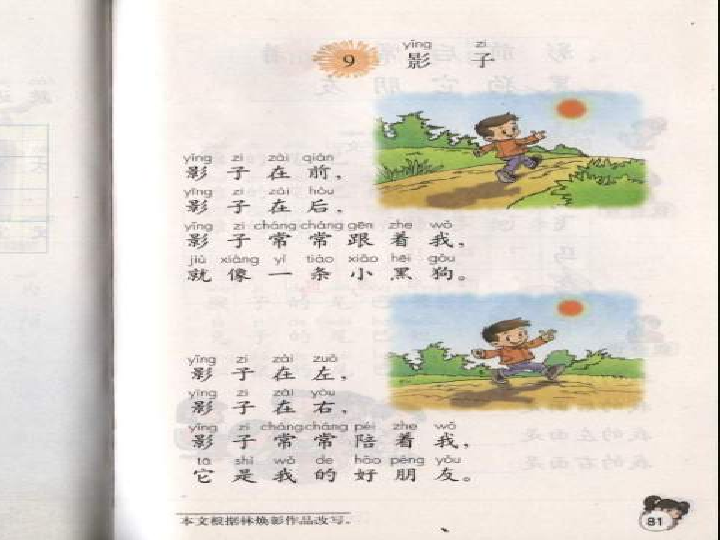 yǐng zi
9 影子
yǐng zi zài qián
影子在前，
yǐng zi zài hòu
影子在后，
yǐng zi cháng cháng gēn zhe wǒ
影子常常跟着我，
jiù xiàng yì tiáo xiǎo hēi gǒu
就像一条小黑狗。
yǐng zi zài zuǒ
影子在左，
yǐng zi zài yòu
影子在右，
yǐng zi cháng cháng péi zhe wǒ
影子常常陪着我，
tā shì wǒ de hǎo péng yǒu
它是我的好朋友。
本文根据林焕彰作品改写。
81